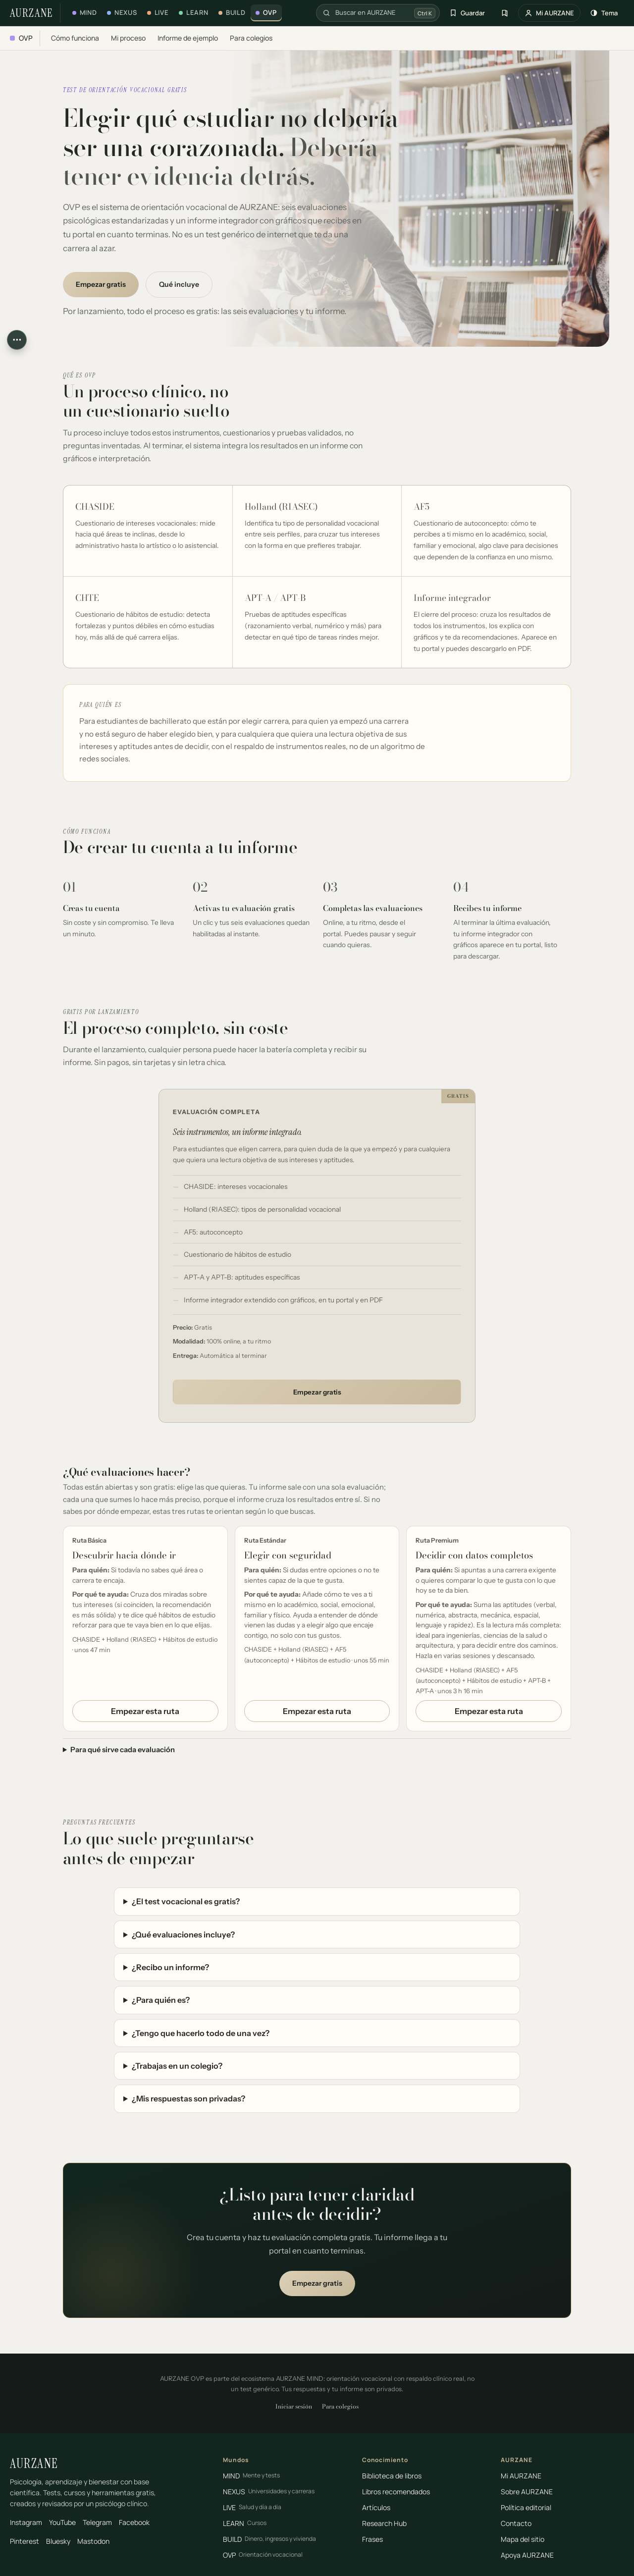 AURZANE
MIND
NEXUS
LIVE
LEARN
BUILD
OVP
Buscar en AURZANE
Ctrl K
Guardar
Mi AURZANE
Tema
OVP
Cómo funciona
Mi proceso
Informe de ejemplo
Para colegios
TEST DE ORIENTACIÓN VOCACIONAL GRATIS
Elegir qué estudiar no debería
ser una corazonada. Debería
tener evidencia detrás.
OVP es el sistema de orientación vocacional de AURZANE: seis evaluaciones
psicológicas estandarizadas y un informe integrador con gráficos que recibes en
tu portal en cuanto terminas. No es un test genérico de internet que te da una
carrera al azar.
Empezar gratis
Qué incluye
Por lanzamiento, todo el proceso es gratis: las seis evaluaciones y tu informe.
QUÉ ES OVP
Un proceso clínico, no
un cuestionario suelto
Tu proceso incluye todos estos instrumentos, cuestionarios y pruebas validados, no
preguntas inventadas. Al terminar, el sistema integra los resultados en un informe con
gráficos e interpretación.
CHASIDE
Cuestionario de intereses vocacionales: mide
hacia qué áreas te inclinas, desde lo
administrativo hasta lo artístico o lo asistencial.
Holland (RIASEC)
Identifica tu tipo de personalidad vocacional
entre seis perfiles, para cruzar tus intereses
con la forma en que prefieres trabajar.
AF5
Cuestionario de autoconcepto: cómo te
percibes a ti mismo en lo académico, social,
familiar y emocional, algo clave para decisiones
que dependen de la confianza en uno mismo.
CHTE
Cuestionario de hábitos de estudio: detecta
fortalezas y puntos débiles en cómo estudias
hoy, más allá de qué carrera elijas.
APT-A / APT-B
Pruebas de aptitudes específicas
(razonamiento verbal, numérico y más) para
detectar en qué tipo de tareas rindes mejor.
Informe integrador
El cierre del proceso: cruza los resultados de
todos los instrumentos, los explica con
gráficos y te da recomendaciones. Aparece en
tu portal y puedes descargarlo en PDF.
PARA QUIÉN ES
Para estudiantes de bachillerato que están por elegir carrera, para quien ya empezó una carrera
y no está seguro de haber elegido bien, y para cualquiera que quiera una lectura objetiva de sus
intereses y aptitudes antes de decidir, con el respaldo de instrumentos reales, no de un algoritmo de
redes sociales.
CÓMO FUNCIONA
De crear tu cuenta a tu informe
01
Creas tu cuenta
Sin coste y sin compromiso. Te lleva
un minuto.
02
Activas tu evaluación gratis
Un clic y tus seis evaluaciones quedan
habilitadas al instante.
03
Completas las evaluaciones
Online, a tu ritmo, desde el
portal. Puedes pausar y seguir
cuando quieras.
04
Recibes tu informe
Al terminar la última evaluación,
tu informe integrador con
gráficos aparece en tu portal, listo
para descargar.
GRATIS POR LANZAMIENTO
El proceso completo, sin coste
Durante el lanzamiento, cualquier persona puede hacer la batería completa y recibir su
informe. Sin pagos, sin tarjetas y sin letra chica.
GRATIS
EVALUACIÓN COMPLETA
Seis instrumentos, un informe integrado.
Para estudiantes que eligen carrera, para quien duda de la que ya empezó y para cualquiera
que quiera una lectura objetiva de sus intereses y aptitudes.
— CHASIDE: intereses vocacionales
— Holland (RIASEC): tipos de personalidad vocacional
— AF5: autoconcepto
— Cuestionario de hábitos de estudio
— APT-A y APT-B: aptitudes específicas
— Informe integrador extendido con gráficos, en tu portal y en PDF
Precio: Gratis
Modalidad: 100% online, a tu ritmo
Entrega: Automática al terminar
Empezar gratis
¿Qué evaluaciones hacer?
Todas están abiertas y son gratis: elige las que quieras. Tu informe sale con una sola evaluación;
cada una que sumes lo hace más preciso, porque el informe cruza los resultados entre sí. Si no
sabes por dónde empezar, estas tres rutas te orientan según lo que buscas.
Ruta Básica
Descubrir hacia dónde ir
Para quién: Si todavía no sabes qué área o
carrera te encaja.
Por qué te ayuda: Cruza dos miradas sobre
tus intereses (si coinciden, la recomendación
es más sólida) y te dice qué hábitos de estudio
reforzar para que te vaya bien en lo que elijas.
CHASIDE + Holland (RIASEC) + Hábitos de estudio
· unos 47 min
Empezar esta ruta
Ruta Estándar
Elegir con seguridad
Para quién: Si dudas entre opciones o no te
sientes capaz de la que te gusta.
Por qué te ayuda: Añade cómo te ves a ti
mismo en lo académico, social, emocional,
familiar y físico. Ayuda a entender de dónde
vienen las dudas y a elegir algo que encaje
contigo, no solo con tus gustos.
CHASIDE + Holland (RIASEC) + AF5
(autoconcepto) + Hábitos de estudio · unos 55 min
Empezar esta ruta
Ruta Premium
Decidir con datos completos
Para quién: Si apuntas a una carrera exigente
o quieres comparar lo que te gusta con lo que
hoy se te da bien.
Por qué te ayuda: Suma las aptitudes (verbal,
numérica, abstracta, mecánica, espacial,
lenguaje y rapidez). Es la lectura más completa:
ideal para ingenierías, ciencias de la salud o
arquitectura, y para decidir entre dos caminos.
Hazla en varias sesiones y descansado.
CHASIDE + Holland (RIASEC) + AF5
(autoconcepto) + Hábitos de estudio + APT-B +
APT-A · unos 3 h 16 min
Empezar esta ruta
Para qué sirve cada evaluación
PREGUNTAS FRECUENTES
Lo que suele preguntarse
antes de empezar
¿El test vocacional es gratis?
¿Qué evaluaciones incluye?
¿Recibo un informe?
¿Para quién es?
¿Tengo que hacerlo todo de una vez?
¿Trabajas en un colegio?
¿Mis respuestas son privadas?
¿Listo para tener claridad
antes de decidir?
Crea tu cuenta y haz tu evaluación completa gratis. Tu informe llega a tu
portal en cuanto terminas.
Empezar gratis
AURZANE OVP es parte del ecosistema AURZANE MIND: orientación vocacional con respaldo clínico real, no
un test genérico. Tus respuestas y tu informe son privados.
Iniciar sesión
Para colegios
AURZANE
Psicología, aprendizaje y bienestar con base
científica. Tests, cursos y herramientas gratis,
creados y revisados por un psicólogo clínico.
Instagram YouTube Telegram Facebook
Pinterest Bluesky Mastodon
Mundos
MIND Mente y tests
NEXUS Universidades y carreras
LIVE Salud y día a día
LEARN Cursos
BUILD Dinero, ingresos y vivienda
OVP Orientación vocacional
Conocimiento
Biblioteca de libros
Libros recomendados
Artículos
Research Hub
Frases
AURZANE
Mi AURZANE
Sobre AURZANE
Política editorial
Contacto
Mapa del sitio
Apoya AURZANE